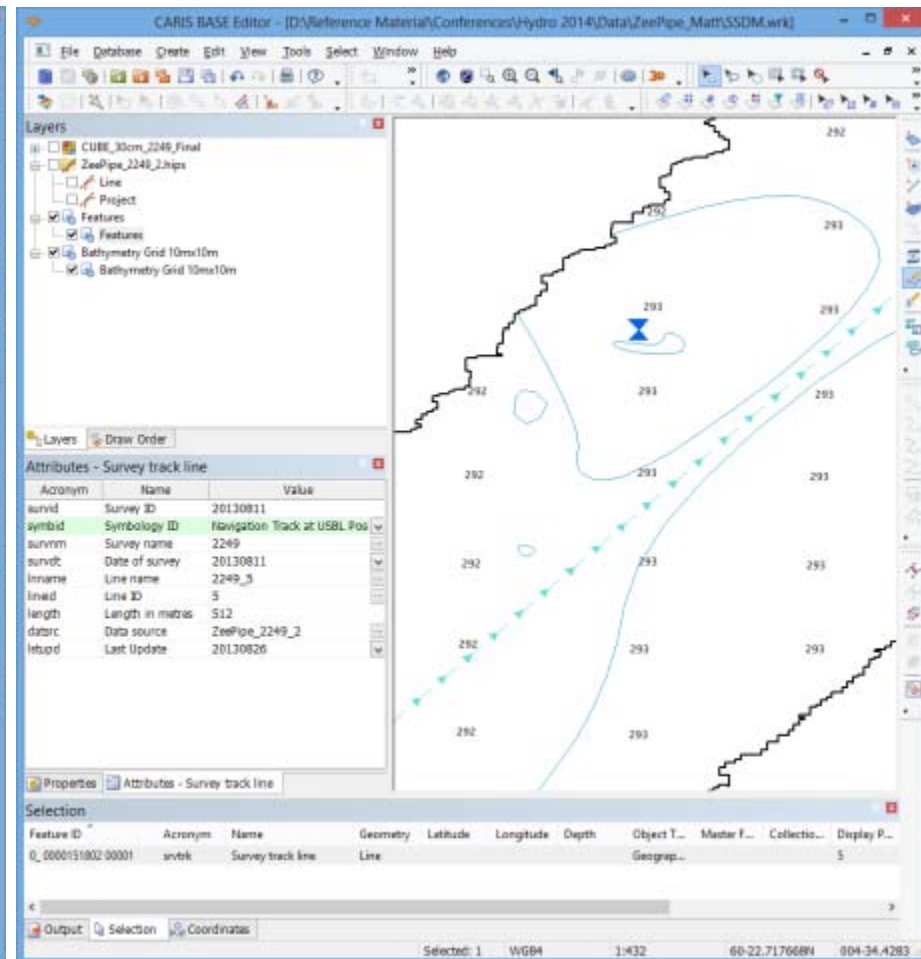 CARIS BASE Editor - [D:\Reference Material\Conferences\Hydro 2014\Data\ZeePipe_Matt\SSDM.wrk]
File Database Create Edit View Tools Select Window Help
Layers
CUBE_30cm_2249_Final
ZeePipe_2249_2.hips
Line
Project
Features
Features
Bathymetry Grid 10mx10m
Bathymetry Grid 10mx10m
Layers Draw Order
Attributes - Survey track line
Acronym Name Value
survid Survey ID 20130811
symbid Symbology ID Navigation Track at USBL Pos
survnm Survey name 2249
survdt Date of survey 20130811
lnname Line name 2249_5
lineid Line ID 5
length Length in metres 512
datsrc Data source ZeePipe_2249_2
lstupd Last Update 20130826
Properties Attributes - Survey track line
292
292 293
293 293
292 293 293
292 293 293
292 293 293
292 293 293
292 293
Selection
Feature ID Acronym Name Geometry Latitude Longitude Depth Object T... Master F... Collectio... Display P...
0_ 0000151802 00001 srvtrk Survey track line Line Geograp... 5
Output Selection Coordinates
Selected: 1 WG84 1:432 60-22.717668N 004-34.4283